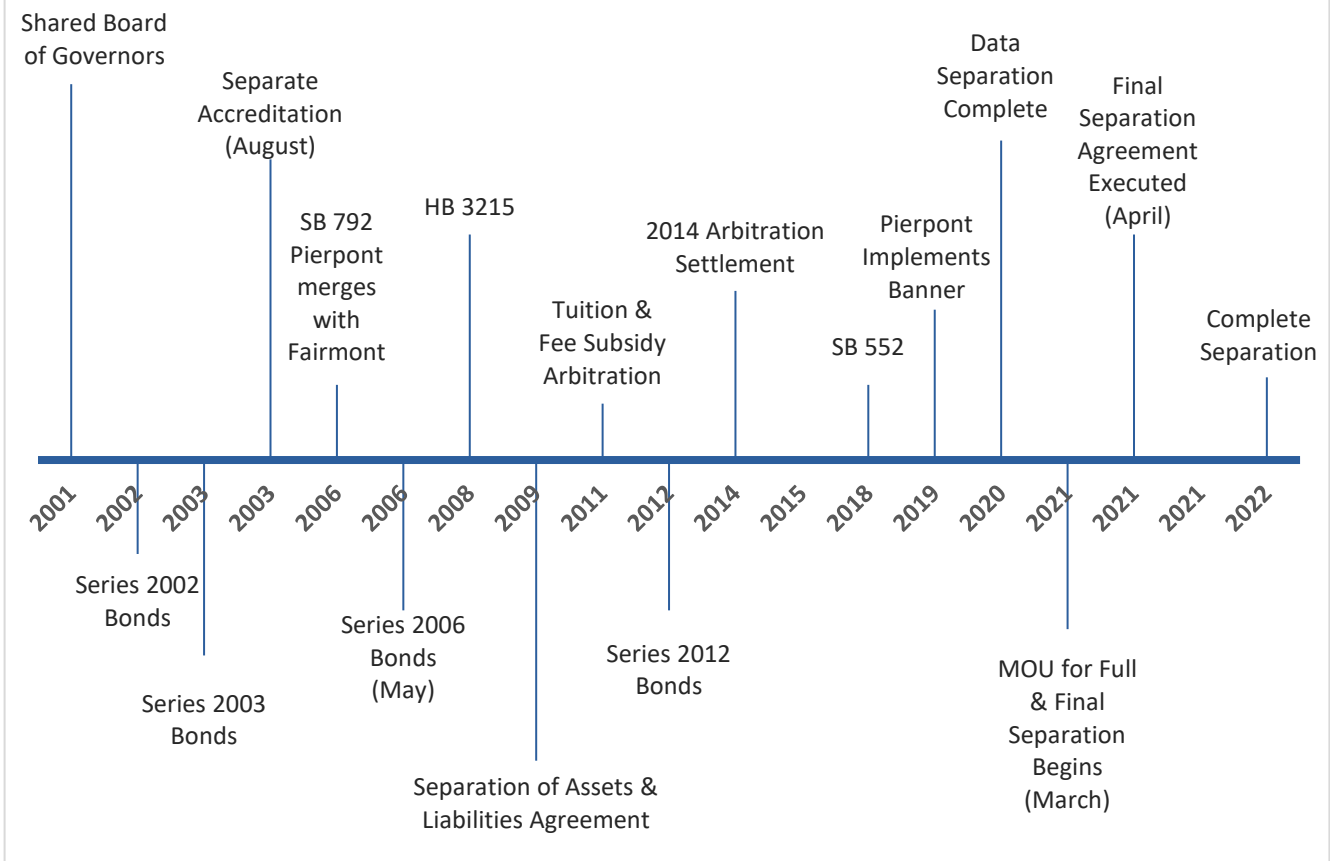 Shared Board
of Governors
Separate
Accreditation
(August)
SB 792
Pierpont
merges
with
Fairmont
HB 3215
Tuition &
Fee Subsidy
Arbitration
2014 Arbitration
Settlement
SB 552
Pierpont
Implements
Banner
Data
Separation
Complete
Final
Separation
Agreement
Executed
(April)
Complete
Separation
2001
2002
2003
2003
2006
2006
2008
2009
2011
2012
2014
2015
2018
2019
2020
2021
2021
2021
2022
Series 2002
Bonds
Series 2003
Bonds
Series 2006
Bonds
(May)
Separation of Assets &
Liabilities Agreement
Series 2012
Bonds
MOU for Full
& Final
Separation
Begins
(March)